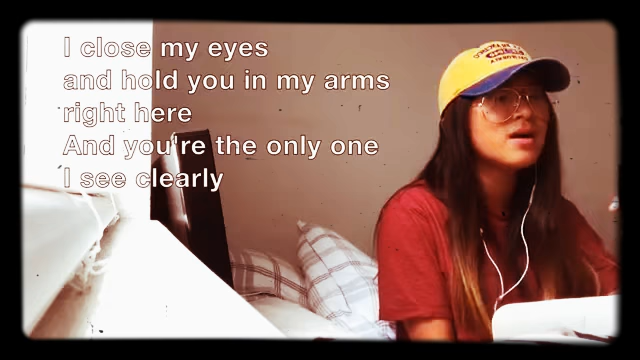 I close my eyes
and hold you in my arms
right here
And you're the only one
I see clearly